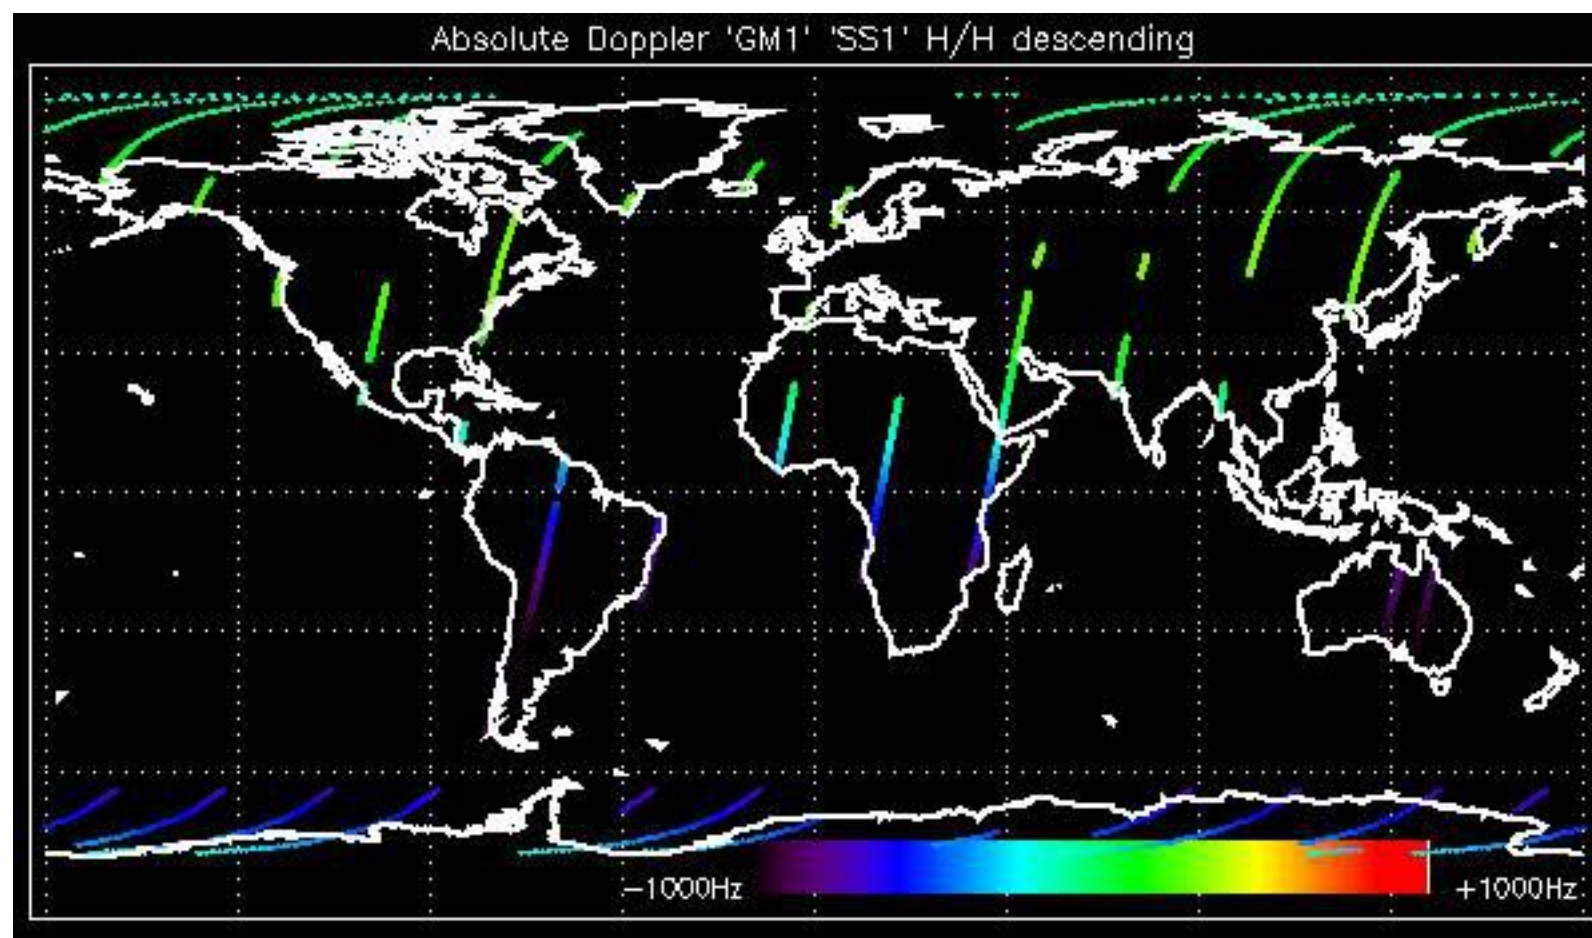 Absolute Doppler 'GM1' 'SS1' H/H descending
−1000Hz
+1000Hz